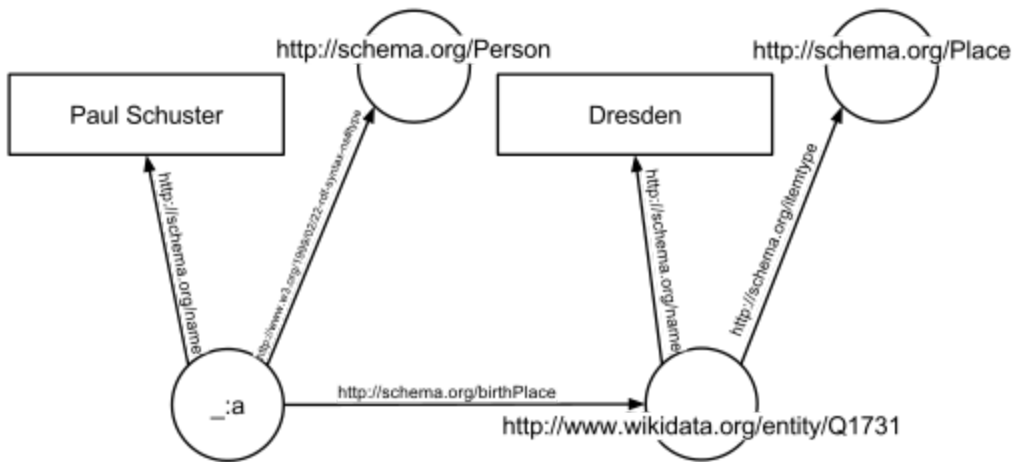 http://schema.org/Person
http://schema.org/Place
Paul Schuster
Dresden
http://schema.org/name
http://www.w3.org/1999/02/22-rdf-syntax-ns#type
http://schema.org/name
http://schema.org/itemtype
http://schema.org/birthPlace
_:a
http://www.wikidata.org/entity/Q1731